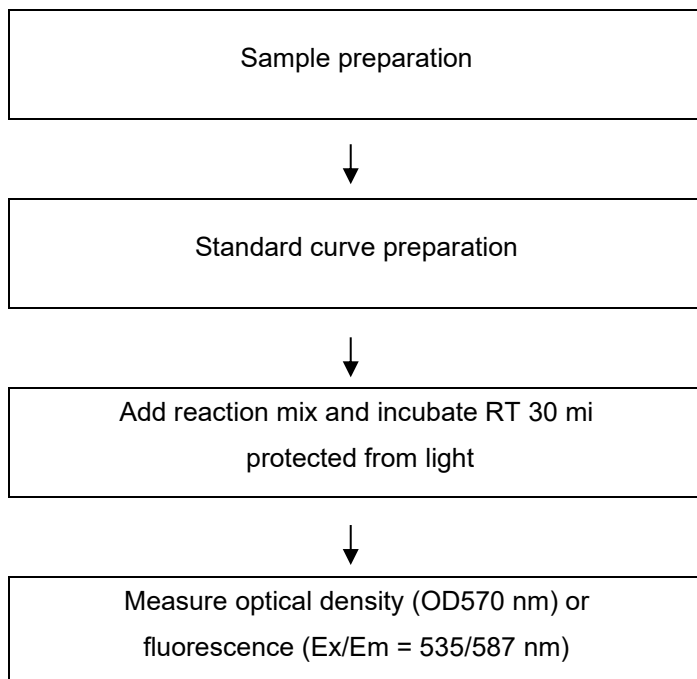 Sample preparation
Standard curve preparation
Add reaction mix and incubate RT 30 mi
protected from light
Measure optical density (OD570 nm) or
fluorescence (Ex/Em = 535/587 nm)